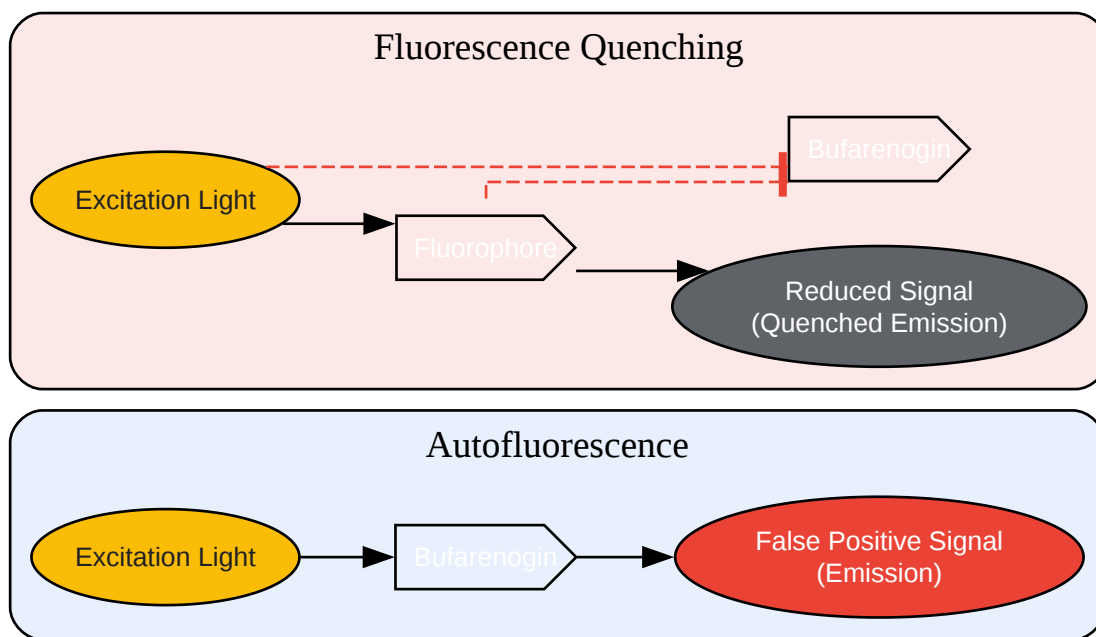 Fluorescence Quenching
Bufarenogin
Excitation Light
Fluorophore
Reduced Signal
(Quenched Emission)
Autofluorescence
Excitation Light
Bufarenogin
False Positive Signal
(Emission)